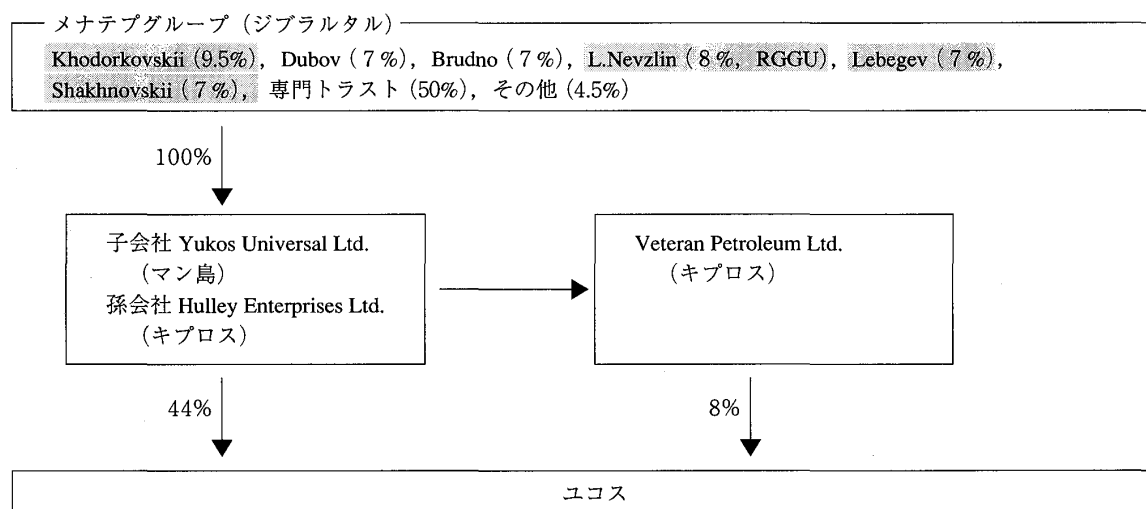 メナテプグループ（ジブラルタル）
Khodorkovskii (9.5%)，Dubov（7％)，Brudno（7％)，L.Nevzlin（8％，RGGU)，Lebegev（7％)，
Shakhnovskii（7％)，専門トラスト (50%)，その他 (4.5%)
100%
子会社 Yukos Universal Ltd.
（マン島）
孫会社 Hulley Enterprises Ltd.
（キプロス）
Veteran Petroleum Ltd.
（キプロス）
44%
8%
ユコス